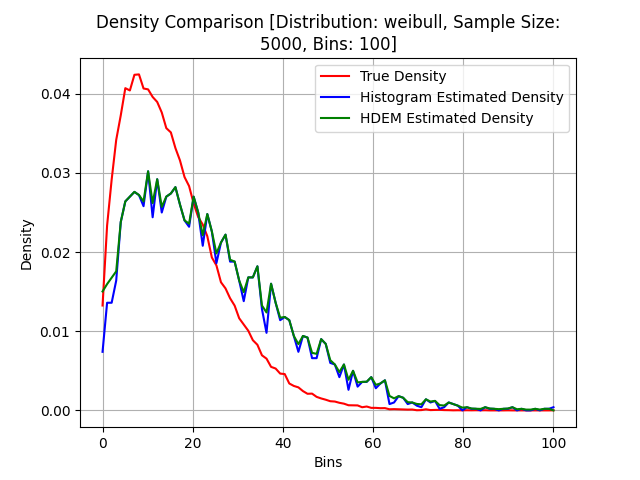 Density Comparison [Distribution: weibull, Sample Size:
5000, Bins: 100]
True Density
Histogram Estimated Density
HDEM Estimated Density
Density
0.04
0.03
0.02
0.01
0.00
0 20 40 60 80 100
Bins